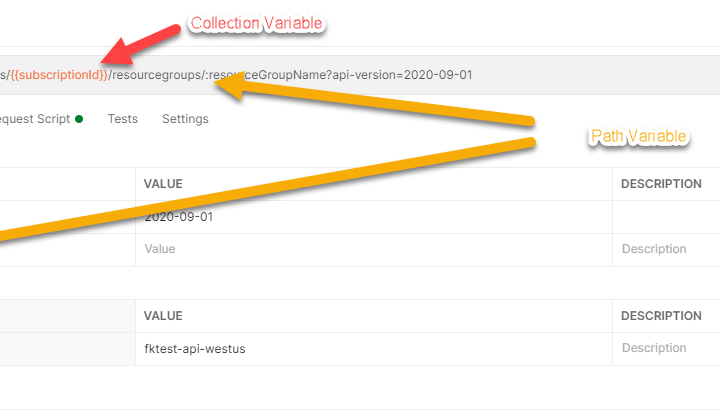 Collection Variable
s/{{subscriptionId}}/resourcegroups/:resourceGroupName?api-version=2020-09-01
equest Script
Tests
Settings
Path Variable
VALUE
DESCRIPTION
2020-09-01
Value
Description
VALUE
DESCRIPTION
fktest-api-westus
Description